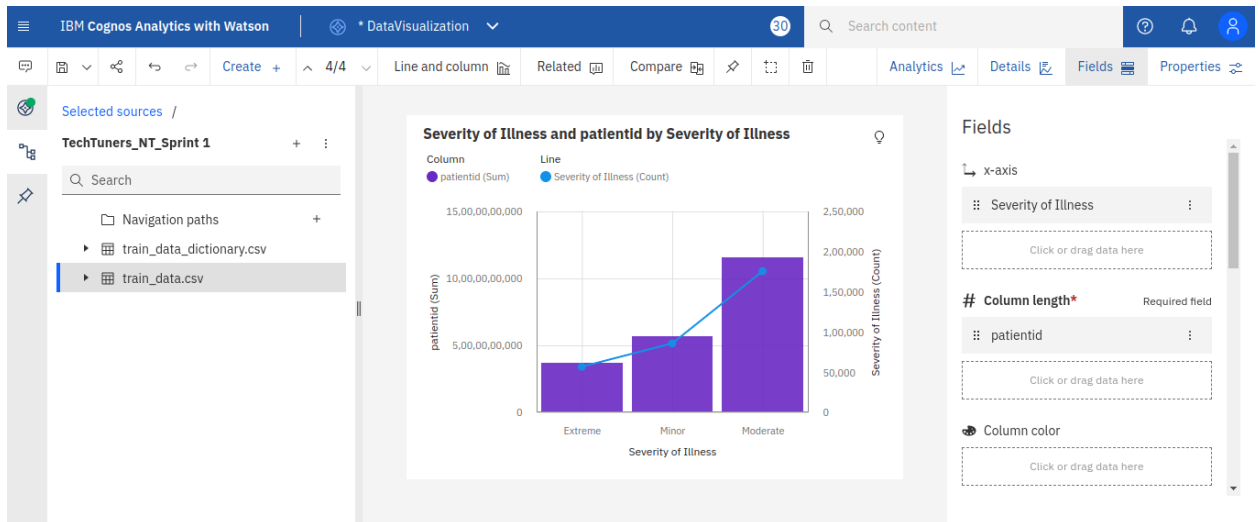 IBM Cognos Analytics with Watson
* DataVisualization
30
Search content
Create +
4/4
Line and column
Related
Compare
Analytics
Details
Fields
Properties
Selected sources /
TechTuners_NT_Sprint 1
Search
Navigation paths
train_data_dictionary.csv
train_data.csv
Severity of Illness and patientid by Severity of Illness
Column
Line
patientid (Sum)
Severity of Illness (Count)
15,00,00,00,000
10,00,00,00,000
5,00,00,00,000
0
patientid (Sum)
2,50,000
2,00,000
1,50,000
1,00,000
50,000
0
Severity of Illness (Count)
Extreme
Minor
Moderate
Severity of Illness
Fields
x-axis
Severity of Illness
Click or drag data here
# Column length*
Required field
patientid
Click or drag data here
Column color
Click or drag data here